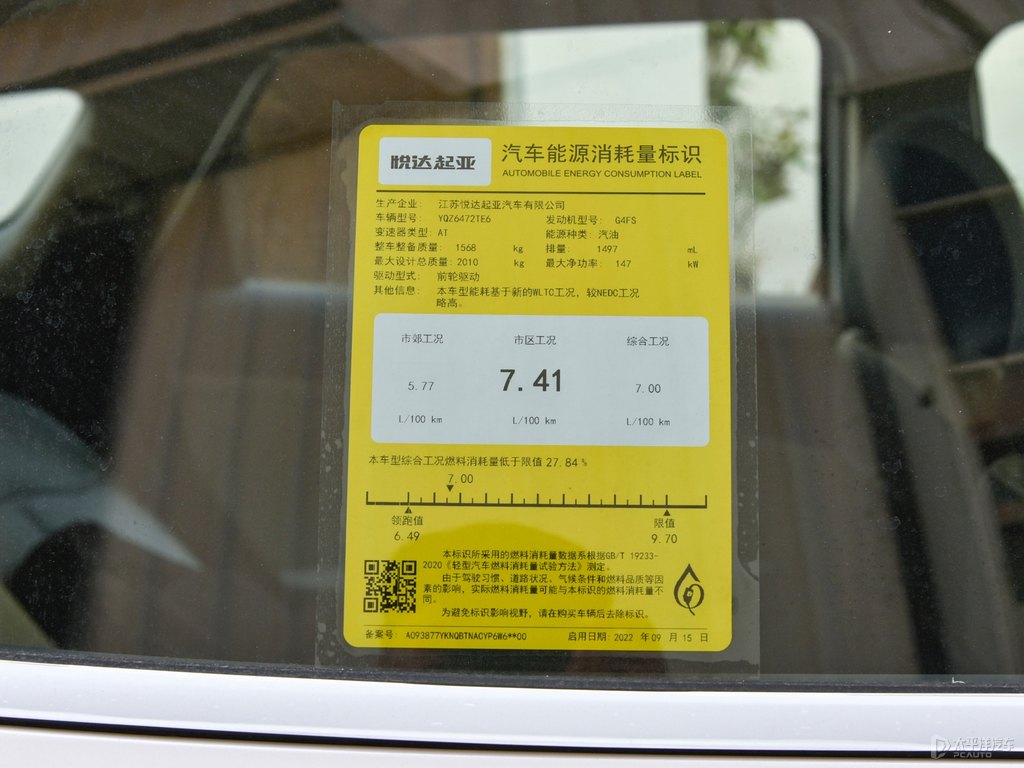 悦达起亚
汽车能源消耗量标识
AUTOMOBILE ENERGY CONSUMPTION LABEL
生产企业: 江苏悦达起亚汽车有限公司
车辆型号: YQZ6472TE6 发动机型号: G4FS
变速器类型: AT 能源种类: 汽油
整车整备质量: 1568 kg 排量: 1497 mL
最大设计总质量: 2010 kg 最大净功率: 147 kW
驱动型式: 前轮驱动
其他信息: 本车型能耗基于新的WLTC工况，较NEDC工况
略高。
市郊工况 市区工况 综合工况
5.77 7.41 7.00
L/100 km L/100 km L/100 km
本车型综合工况燃料消耗量低于限值 27.84 %
7.00
领跑值 限值
6.49 9.70
本标识所采用的燃料消耗量数据系根据GB/T 19233-
2020《轻型汽车燃料消耗量试验方法》测定。
由于驾驶习惯、道路状况、气候条件和燃料品质等因
素的影响，实际燃料消耗量可能与本标识的燃料消耗量不
同。
为避免标识影响视野，请在购买车辆后去除标识。
备案号: A093877YKNQBTNACYP6W6**00 启用日期: 2022 年 09 月 15 日
太平洋汽车
PCAUTO